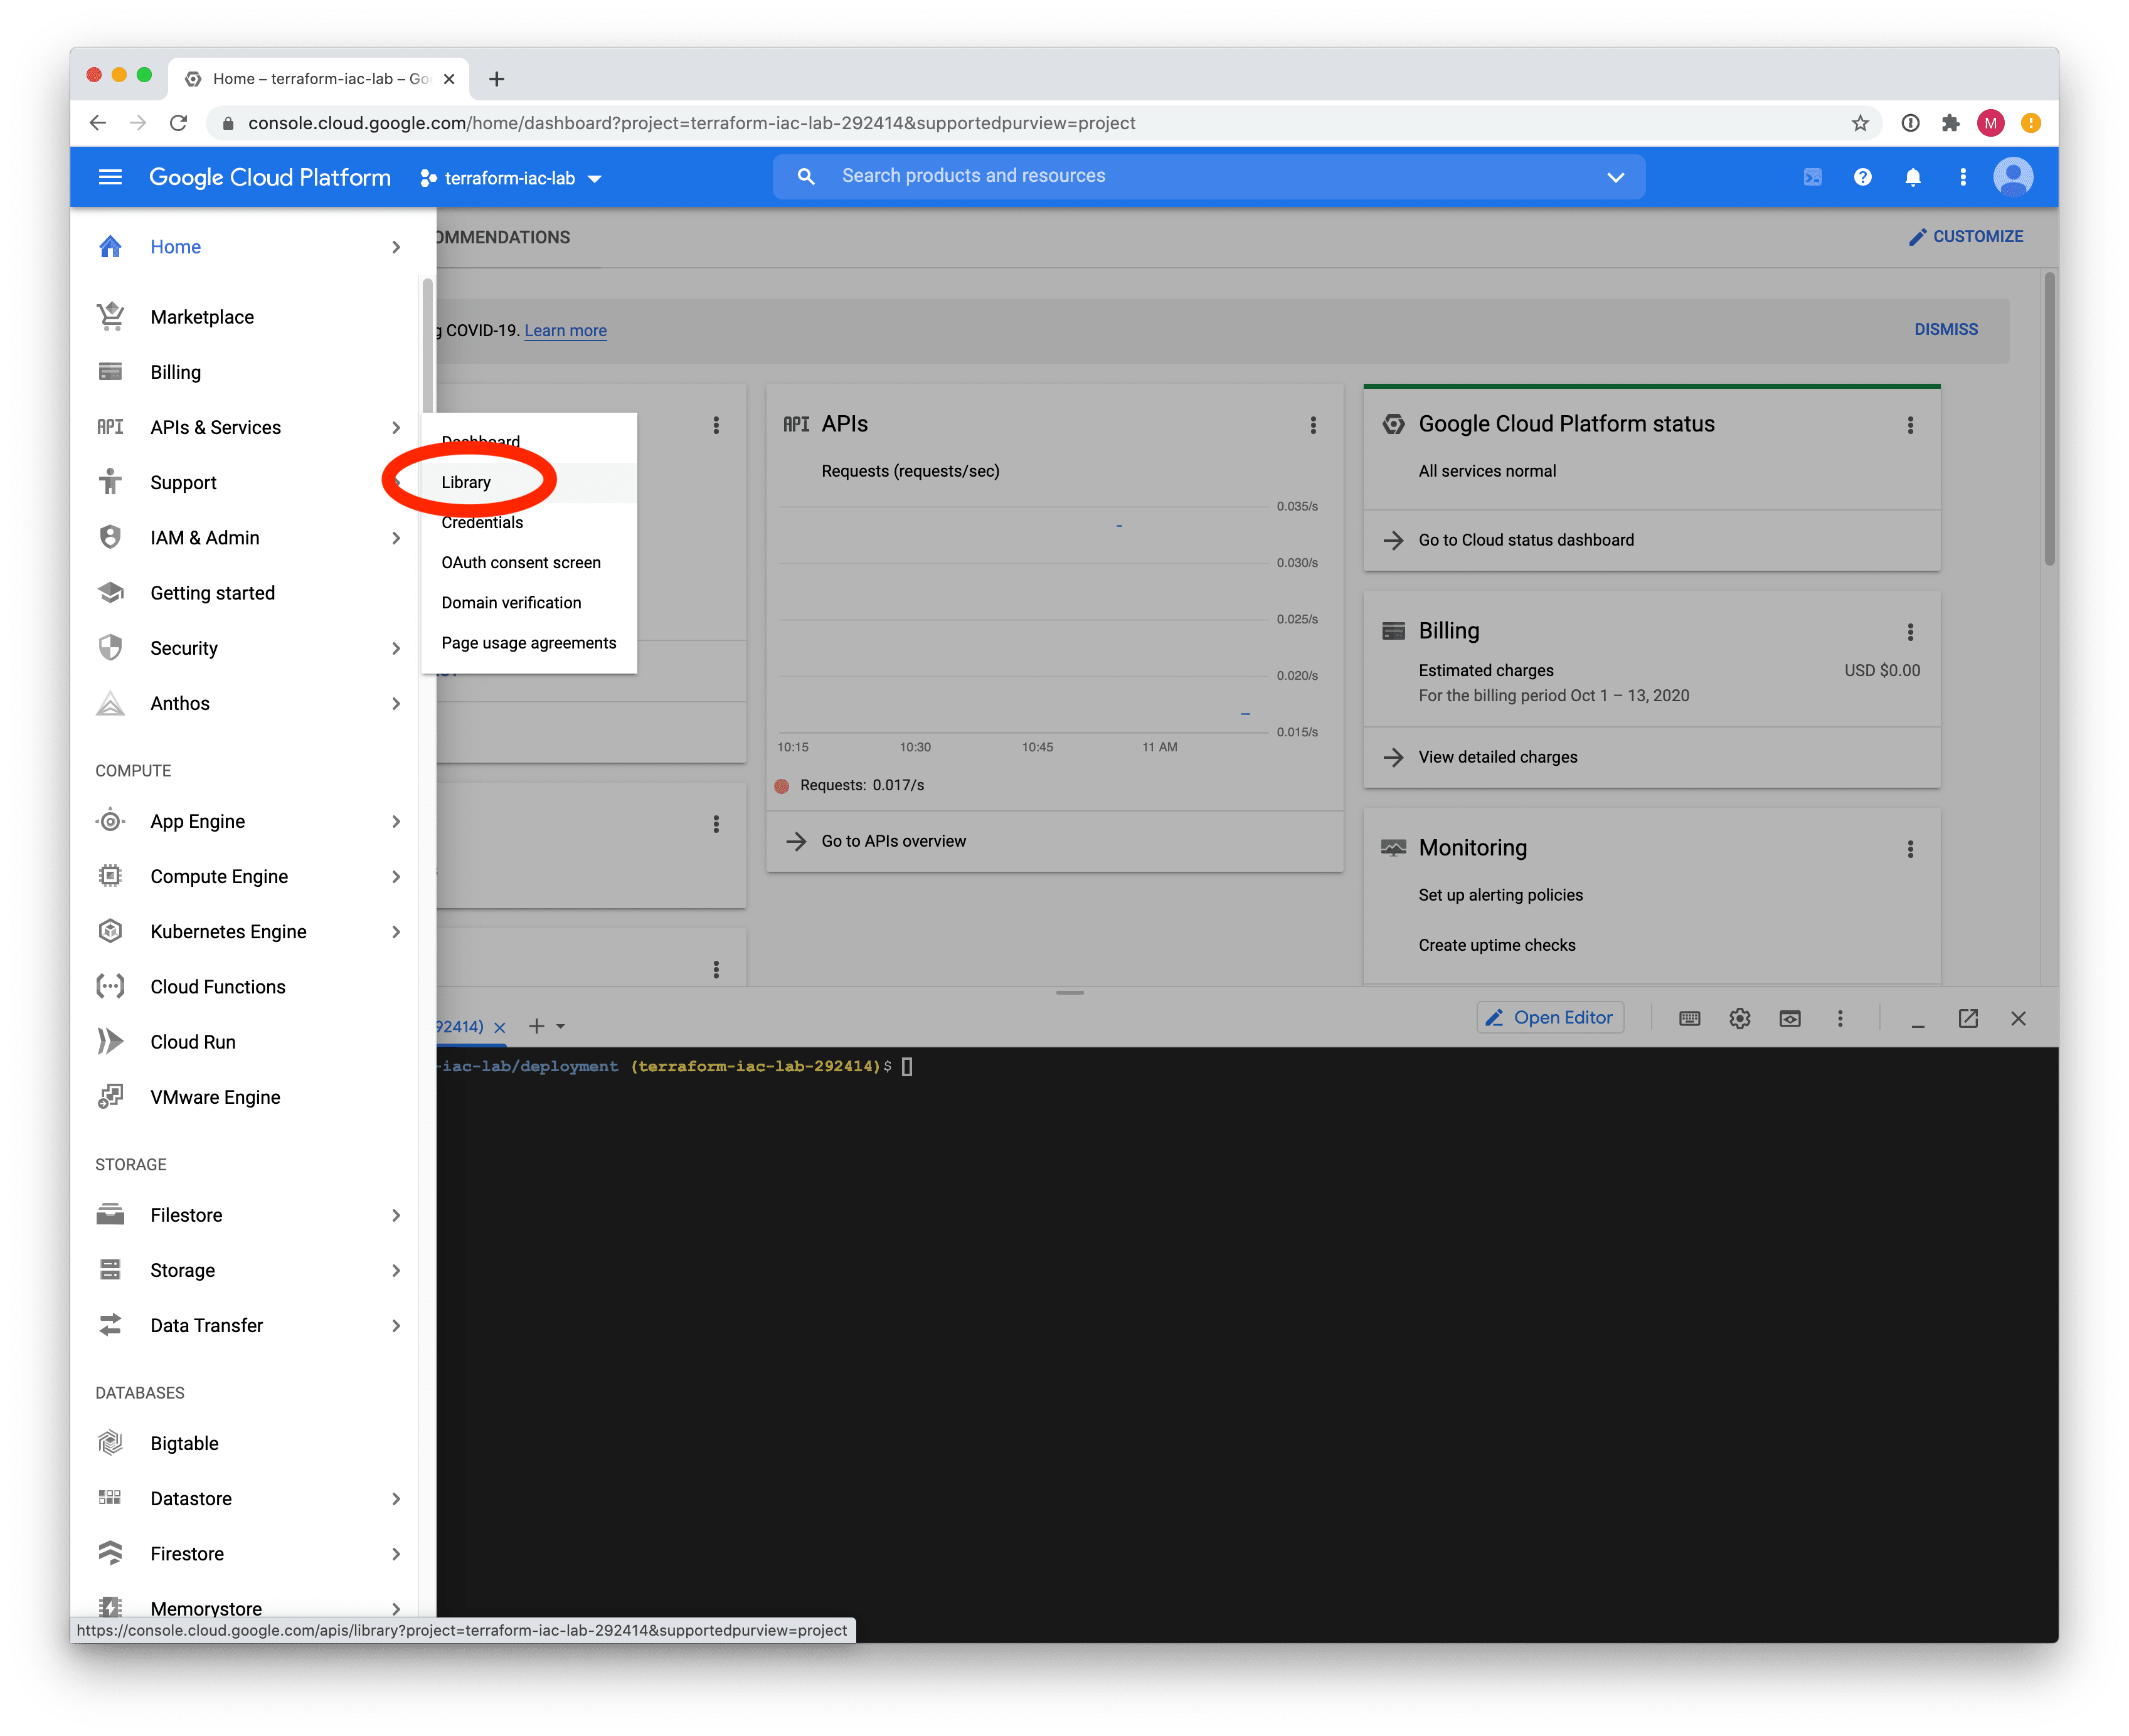 Home – terraform-iac-lab – Go
console.cloud.google.com/home/dashboard?project=terraform-iac-lab-292414&supportedpurview=project
M
Google Cloud Platform
terraform-iac-lab
Search products and resources
Home
OMMENDATIONS
CUSTOMIZE
Marketplace
Billing
APIs & Services
Support
IAM & Admin
Getting started
Security
Anthos
COMPUTE
App Engine
Compute Engine
Kubernetes Engine
Cloud Functions
Cloud Run
VMware Engine
STORAGE
Filestore
Storage
Data Transfer
DATABASES
Bigtable
Datastore
Firestore
Memorystore
Dashboard
Library
Credentials
OAuth consent screen
Domain verification
Page usage agreements
g COVID-19. Learn more
DISMISS
API APIs
Requests (requests/sec)
0.035/s
0.030/s
0.025/s
0.020/s
0.015/s
10:15 10:30 10:45 11 AM
Requests: 0.017/s
Go to APIs overview
Google Cloud Platform status
All services normal
Go to Cloud status dashboard
Billing
Estimated charges USD $0.00
For the billing period Oct 1 – 13, 2020
View detailed charges
Monitoring
Set up alerting policies
Create uptime checks
92414)
Open Editor
-iac-lab/deployment (terraform-iac-lab-292414)$
https://console.cloud.google.com/apis/library?project=terraform-iac-lab-292414&supportedpurview=project